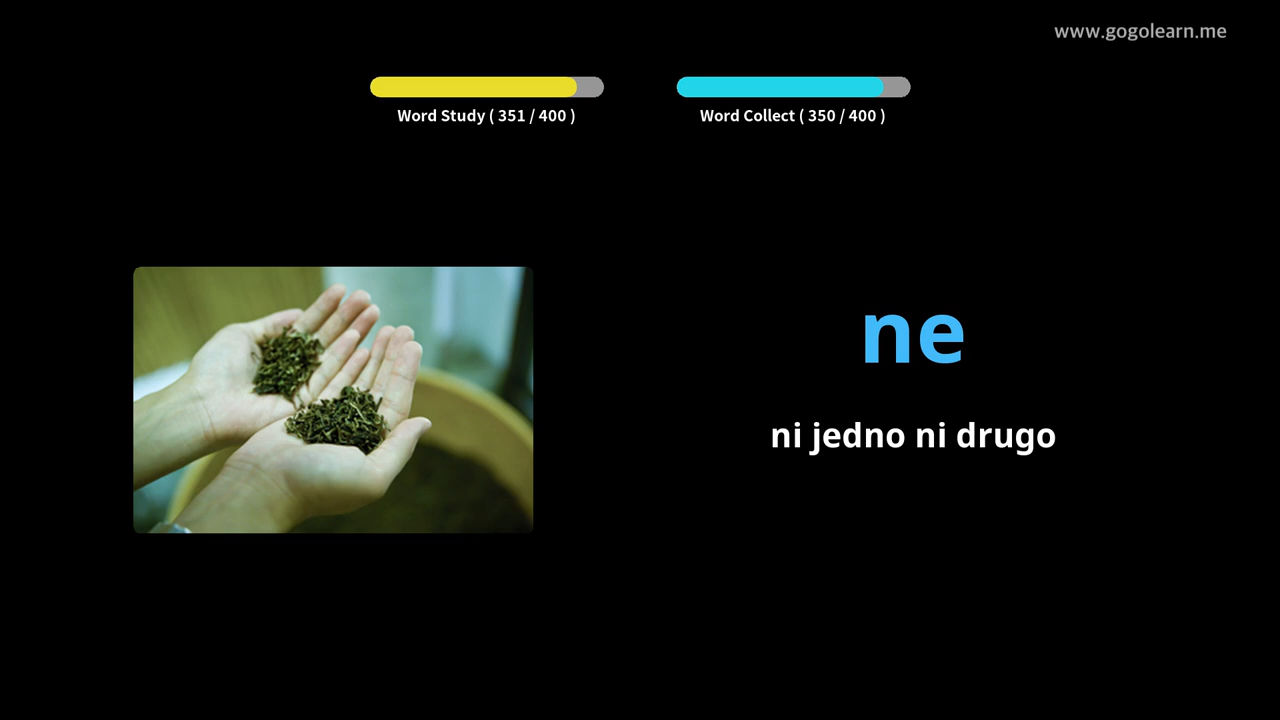 www.gogolearn.me
Word Study ( 351 / 400 )
Word Collect ( 350 / 400 )
ne
ni jedno ni drugo